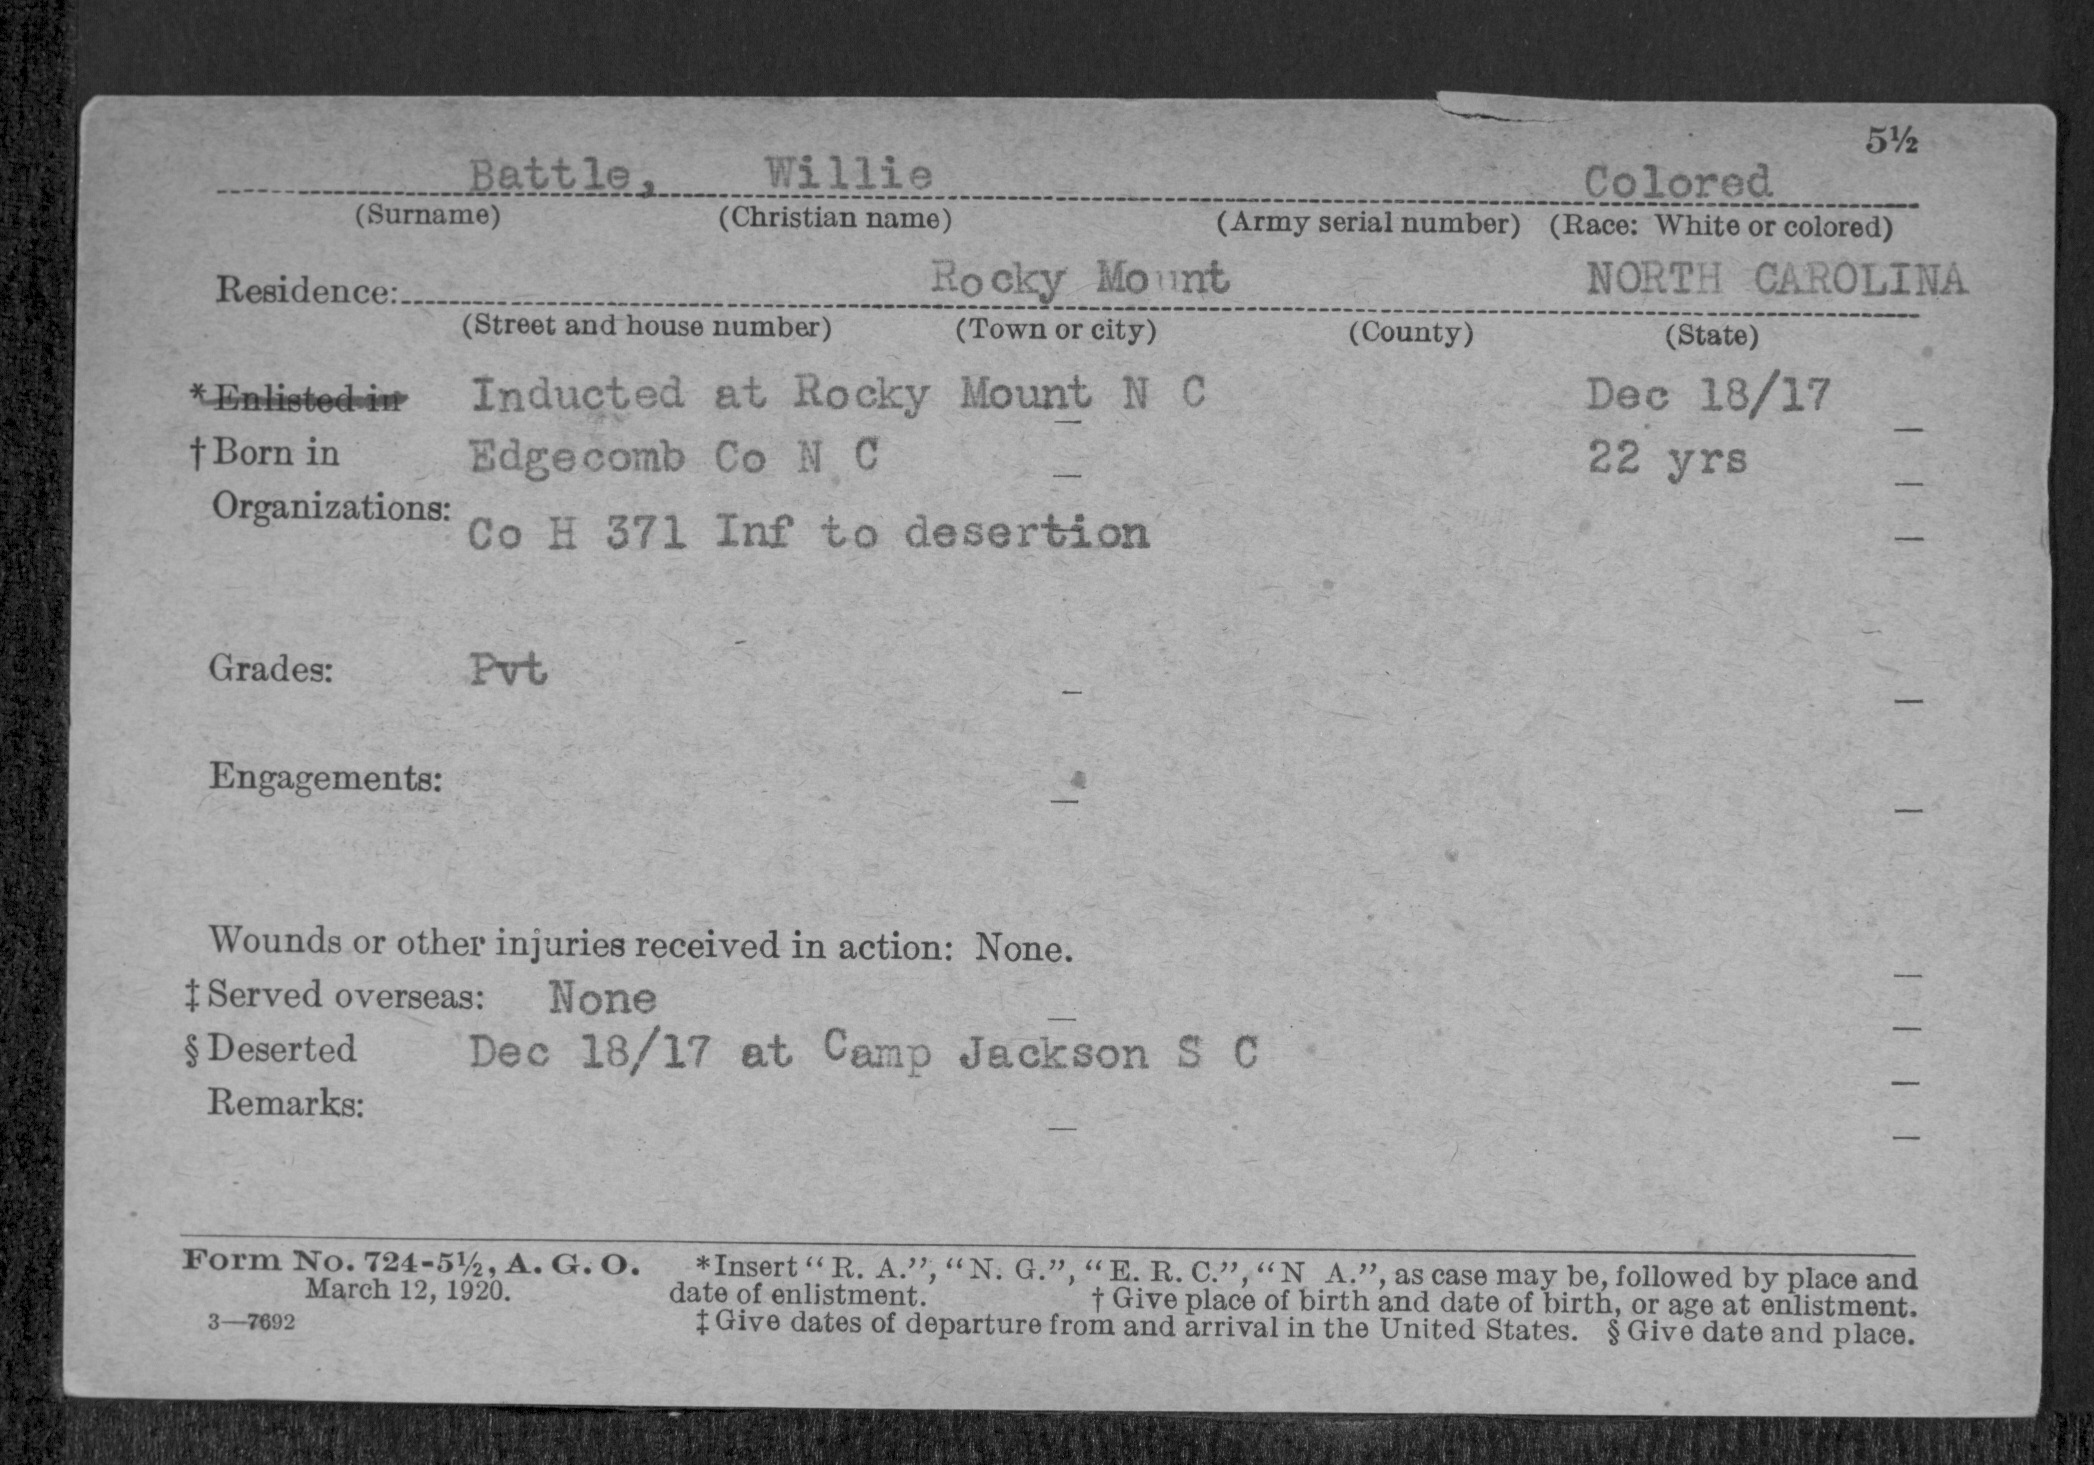 5½
Battle, Willie Colored
(Surname) (Christian name) (Army serial number) (Race: White or colored)
Residence: Rocky Mount NORTH CAROLINA
(Street and house number) (Town or city) (County) (State)
*Enlisted in Inducted at Rocky Mount N C Dec 18/17
†Born in Edgecomb Co N C 22 yrs
Organizations: Co H 371 Inf to desertion
Grades: Pvt
Engagements:
Wounds or other injuries received in action: None.
‡Served overseas: None
§Deserted Dec 18/17 at Camp Jackson S C
Remarks:
Form No. 724-5½, A. G. O. *Insert "R. A.", "N. G.", "E. R. C.", "N A.", as case may be, followed by place and
March 12, 1920. date of enlistment. †Give place of birth and date of birth, or age at enlistment.
3—7692 ‡Give dates of departure from and arrival in the United States. §Give date and place.